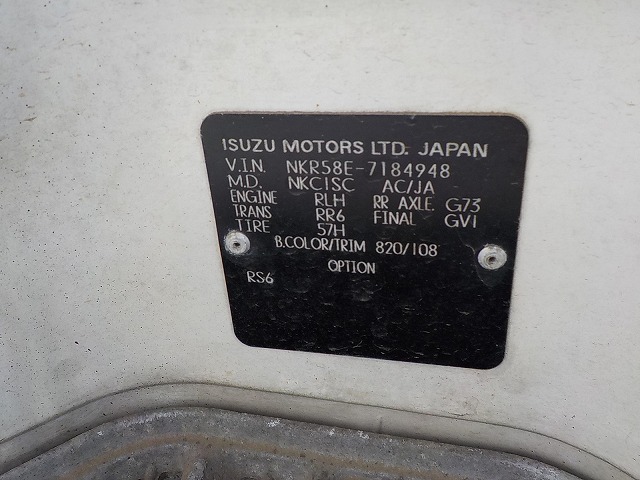 ISUZU MOTORS LTD. JAPAN
V.I.N. NKR58E-7184948
M.D. NKC1SC AC/JA
ENGINE RLH RR AXLE. G73
TRANS RR6 FINAL GV1
TIRE 57H
B.COLOR/TRIM 820/108
OPTION
RS6